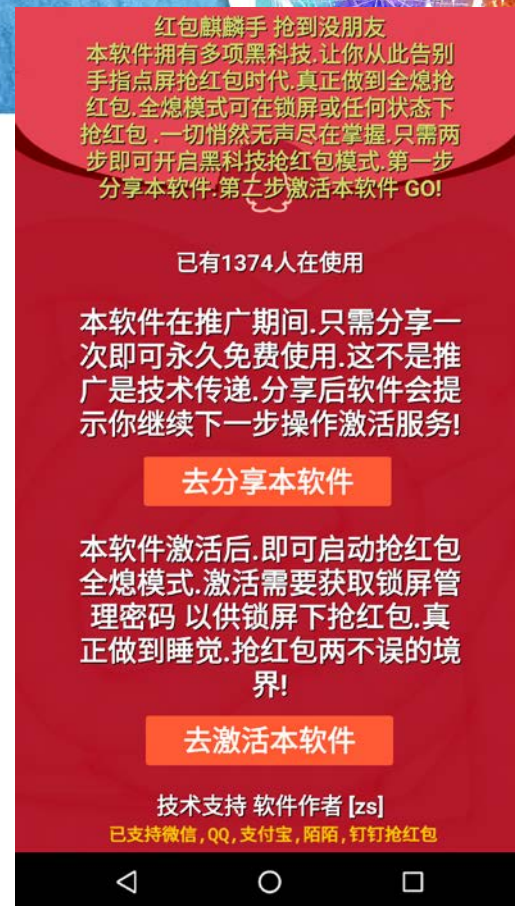 红包麒麟手 抢到没朋友
本软件拥有多项黑科技.让你从此告别
手指点屏抢红包时代.真正做到全熄抢
红包.全熄模式可在锁屏或任何状态下
抢红包 .一切悄然无声尽在掌握.只需两
步即可开启黑科技抢红包模式.第一步
分享本软件.第二步激活本软件 GO!
已有1374人在使用
本软件在推广期间.只需分享一
次即可永久免费使用.这不是推
广是技术传递.分享后软件会提
示你继续下一步操作激活服务!
去分享本软件
本软件激活后.即可启动抢红包
全熄模式.激活需要获取锁屏管
理密码 以供锁屏下抢红包.真
正做到睡觉.抢红包两不误的境
界!
去激活本软件
技术支持 软件作者 [zs]
已支持微信,QQ,支付宝,陌陌,钉钉抢红包